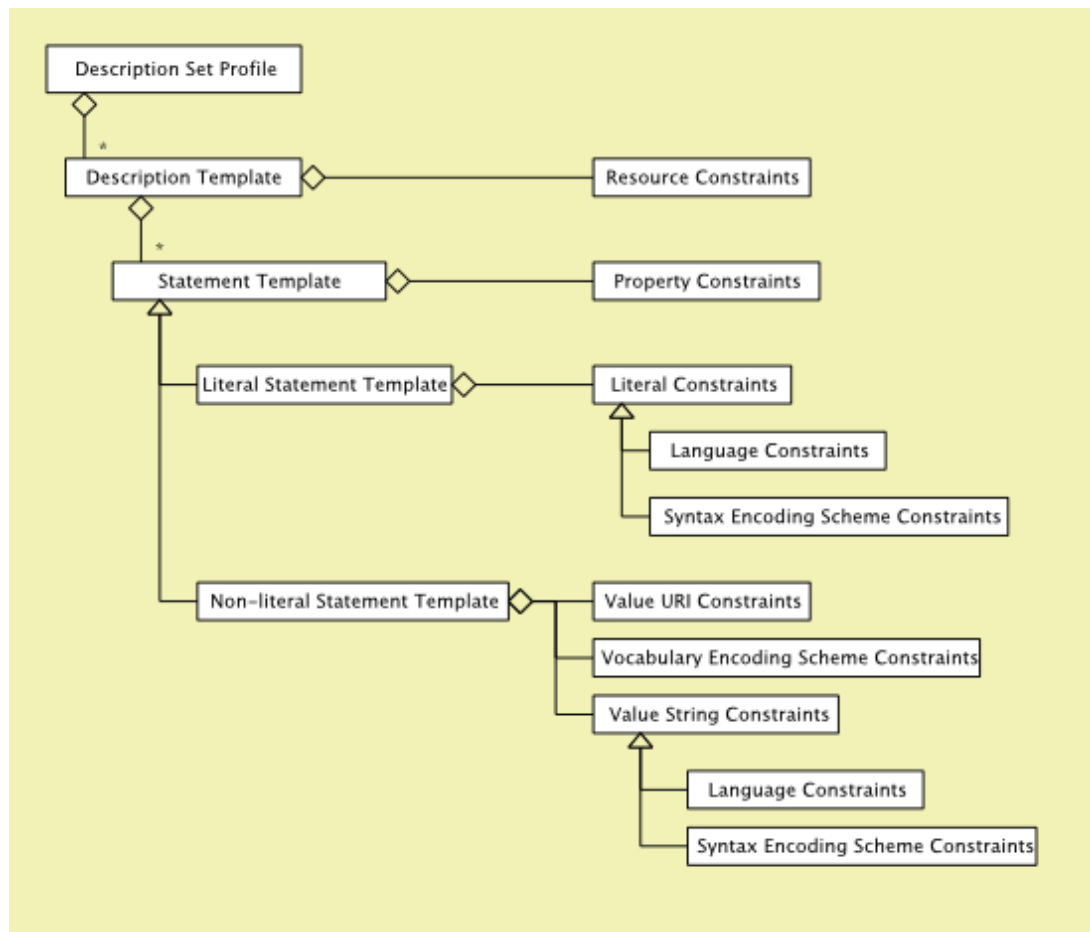 Description Set Profile
*
Description Template
Resource Constraints
*
Statement Template
Property Constraints
Literal Statement Template
Literal Constraints
Language Constraints
Syntax Encoding Scheme Constraints
Non-literal Statement Template
Value URI Constraints
Vocabulary Encoding Scheme Constraints
Value String Constraints
Language Constraints
Syntax Encoding Scheme Constraints